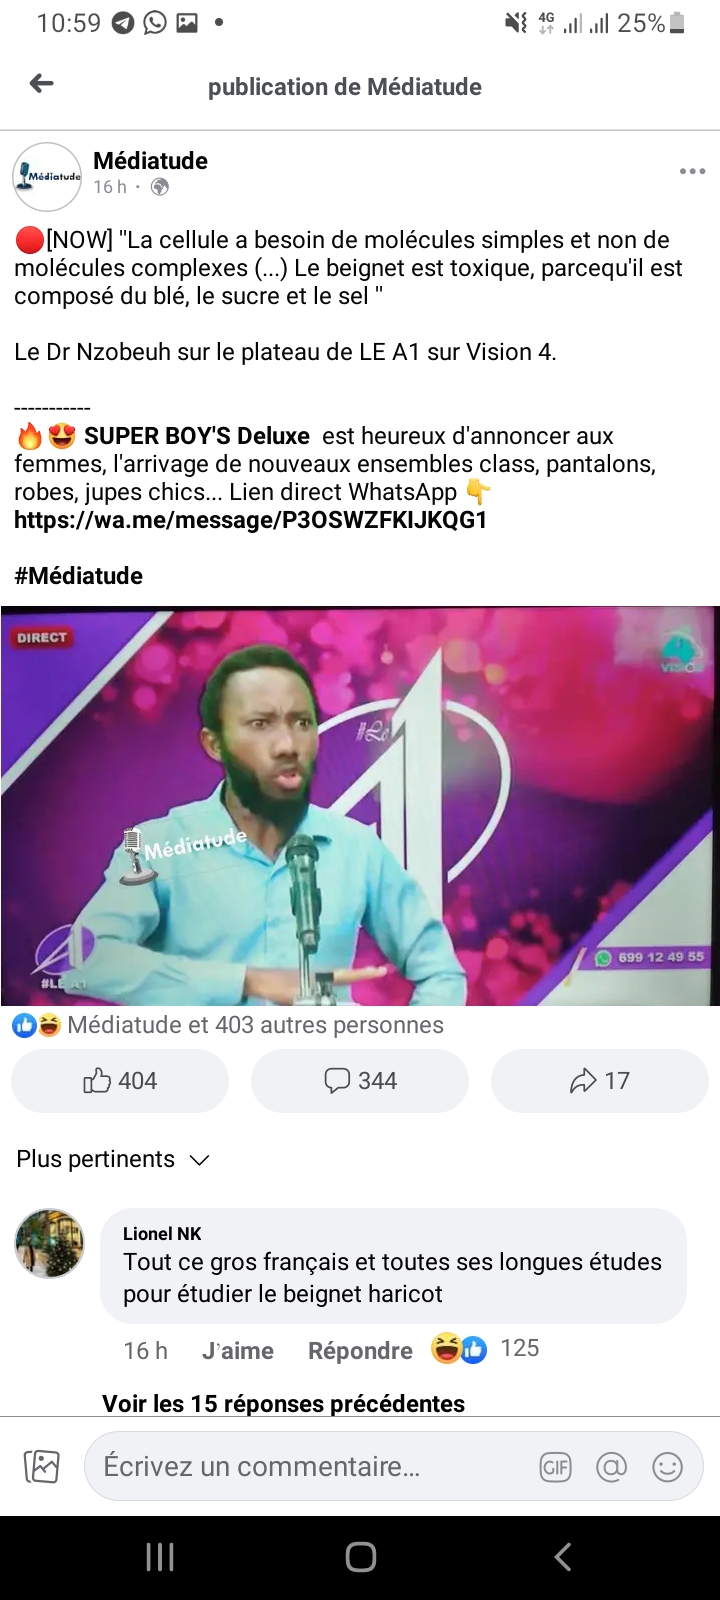 10:59
4G
25%
publication de Médiatude
Médiatude
Médiatude
16 h ·
🔴[NOW] "La cellule a besoin de molécules simples et non de
molécules complexes (...) Le beignet est toxique, parcequ'il est
composé du blé, le sucre et le sel "
Le Dr Nzobeuh sur le plateau de LE A1 sur Vision 4.
-----------
🔥😍 SUPER BOY'S Deluxe est heureux d'annoncer aux
femmes, l'arrivage de nouveaux ensembles class, pantalons,
robes, jupes chics... Lien direct WhatsApp 👇
https://wa.me/message/P3OSWZFKIJKQG1
#Médiatude
DIRECT
VISION
#Le
Médiatude
#LE A1
699 12 49 55
Médiatude et 403 autres personnes
404
344
17
Plus pertinents
Lionel NK
Tout ce gros français et toutes ses longues études
pour étudier le beignet haricot
16 h J'aime Répondre 125
Voir les 15 réponses précédentes
Écrivez un commentaire...
GIF
@